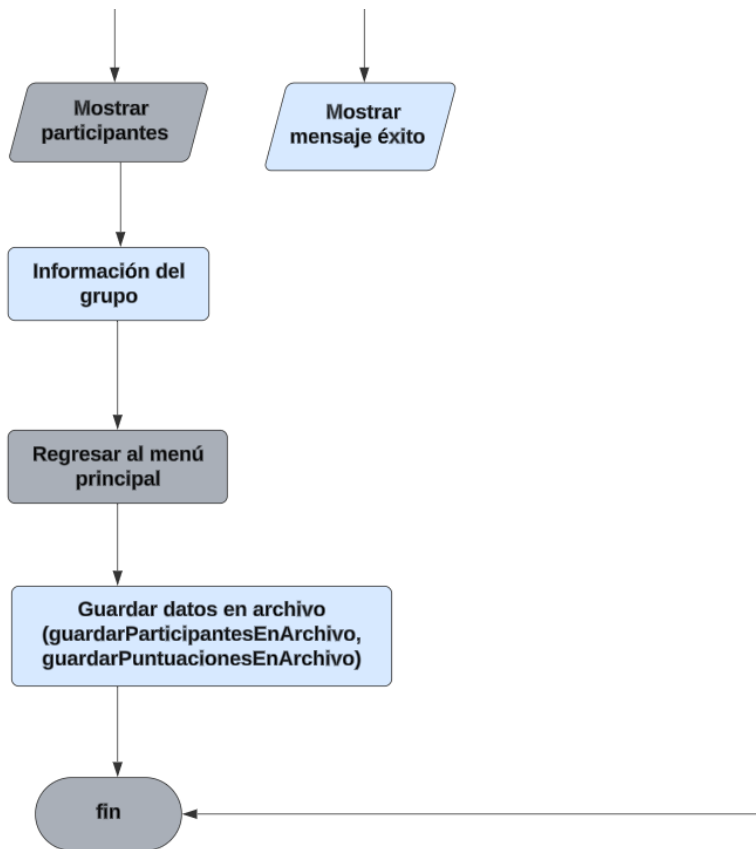 Mostrar
participantes
Mostrar
mensaje éxito
Información del
grupo
Regresar al menú
principal
Guardar datos en archivo
(guardarParticipantesEnArchivo,
guardarPuntuacionesEnArchivo)
fin